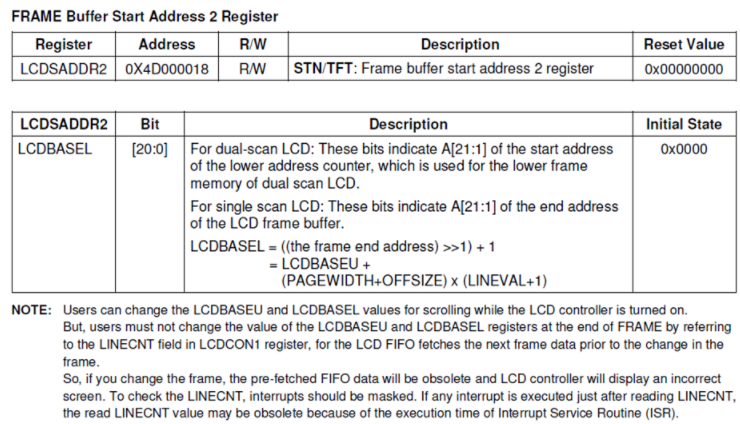 FRAME Buffer Start Address 2 Register
Register Address R/W Description Reset Value
LCDSADDR2 0X4D000018 R/W STN/TFT: Frame buffer start address 2 register 0x00000000
LCDSADDR2 Bit Description Initial State
LCDBASEL [20:0] For dual-scan LCD: These bits indicate A[21:1] of the start address 0x0000
of the lower address counter, which is used for the lower frame
memory of dual scan LCD.
For single scan LCD: These bits indicate A[21:1] of the end address
of the LCD frame buffer.
LCDBASEL = ((the frame end address) >>1) + 1
= LCDBASEU +
(PAGEWIDTH+OFFSIZE) x (LINEVAL+1)
NOTE: Users can change the LCDBASEU and LCDBASEL values for scrolling while the LCD controller is turned on.
But, users must not change the value of the LCDBASEU and LCDBASEL registers at the end of FRAME by referring
to the LINECNT field in LCDCON1 register, for the LCD FIFO fetches the next frame data prior to the change in the
frame.
So, if you change the frame, the pre-fetched FIFO data will be obsolete and LCD controller will display an incorrect
screen. To check the LINECNT, interrupts should be masked. If any interrupt is executed just after reading LINECNT,
the read LINECNT value may be obsolete because of the execution time of Interrupt Service Routine (ISR).